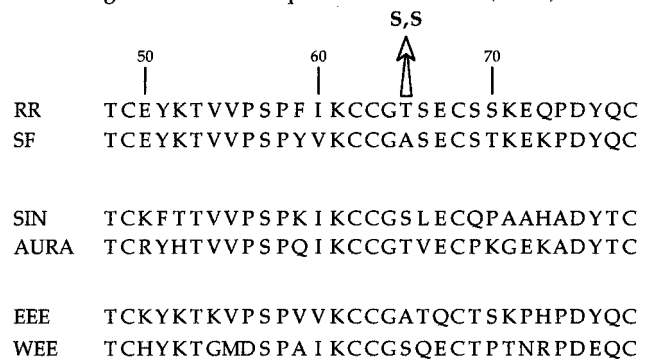 S,S
50 60 70
RR TCEYKTVVPSPFIKCCGTSECSSKEQPDYQC
SF TCEYKTVVPSPYVKCCGASECSTKEKPDYQC
SIN TCKFTTVVPSPKIKCCGSLECQPAAHADYTC
AURA TCRYHTVVPSPQIKCCGTVECPKGEKADYTC
EEE TCKYKTKVPSPVVKCCGATQCTSKPHPDYQC
WEE TCHYKTGMDSPAIKCCGSQECTPTNRPDEQC